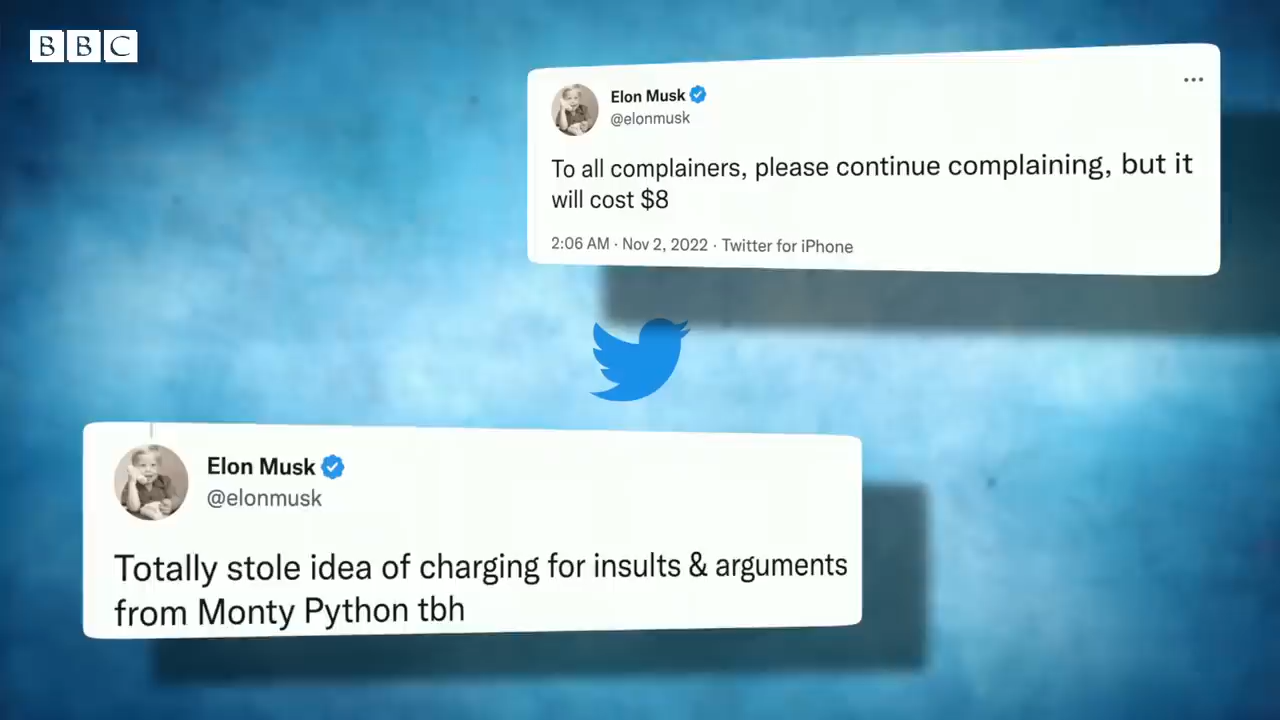 BBC
Elon Musk
@elonmusk
To all complainers, please continue complaining, but it
will cost $8
2:06 AM · Nov 2, 2022 · Twitter for iPhone
Elon Musk
@elonmusk
Totally stole idea of charging for insults & arguments
from Monty Python tbh